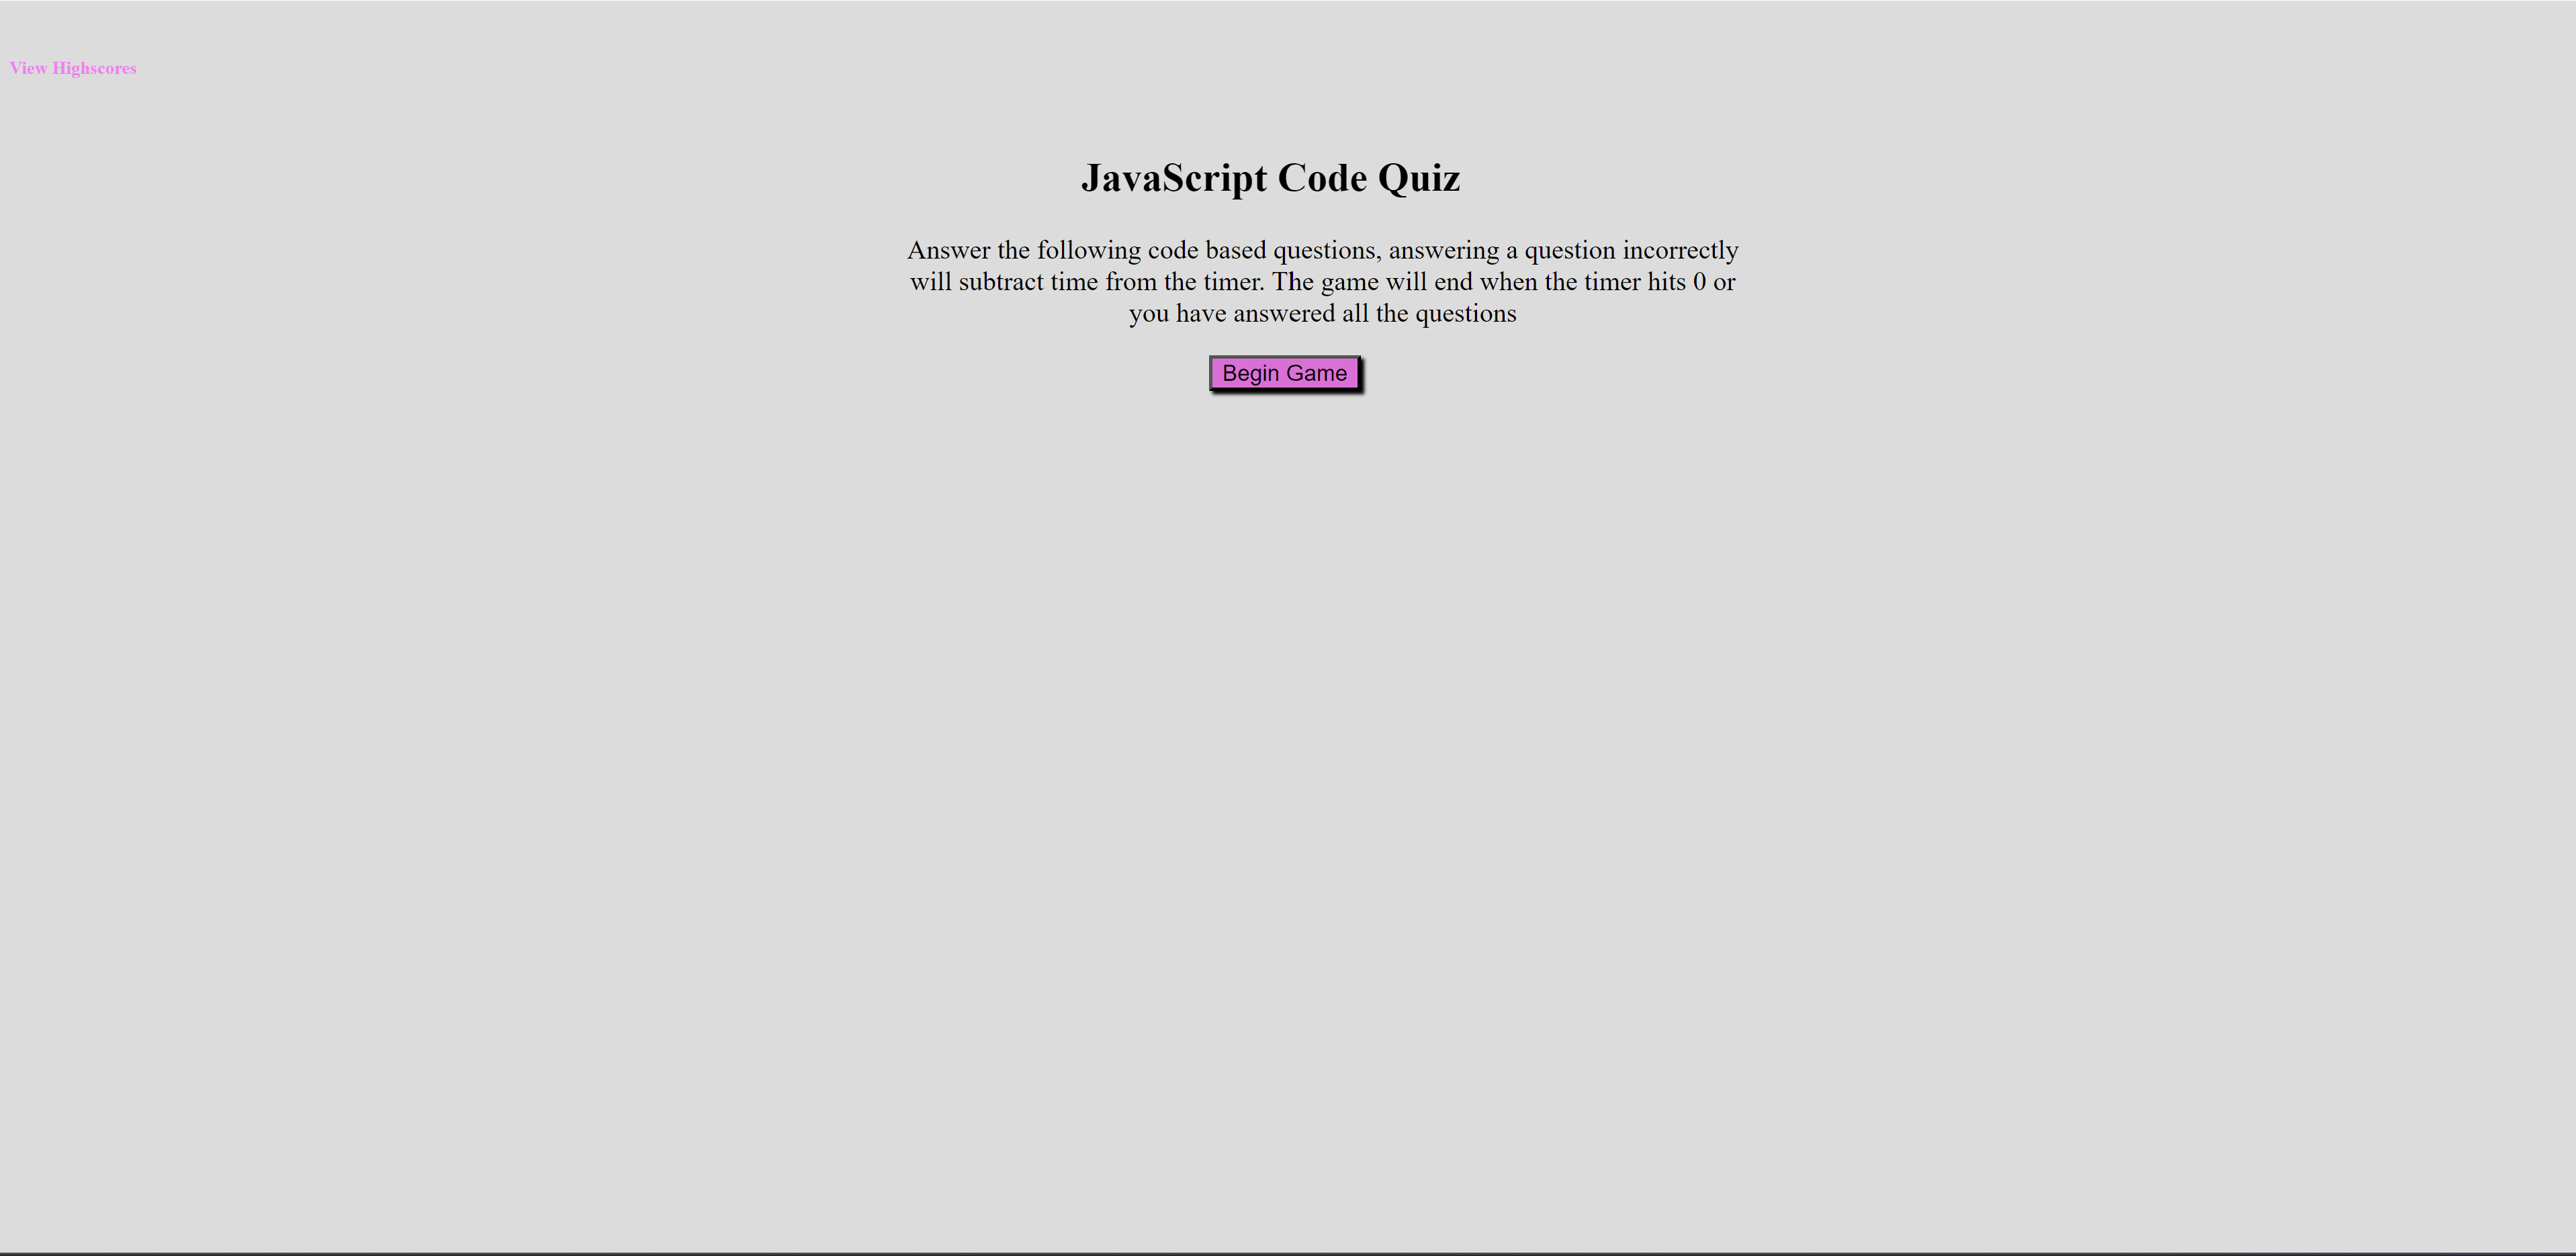 View Highscores
JavaScript Code Quiz
Answer the following code based questions, answering a question incorrectly
will subtract time from the timer. The game will end when the timer hits 0 or
you have answered all the questions
Begin Game